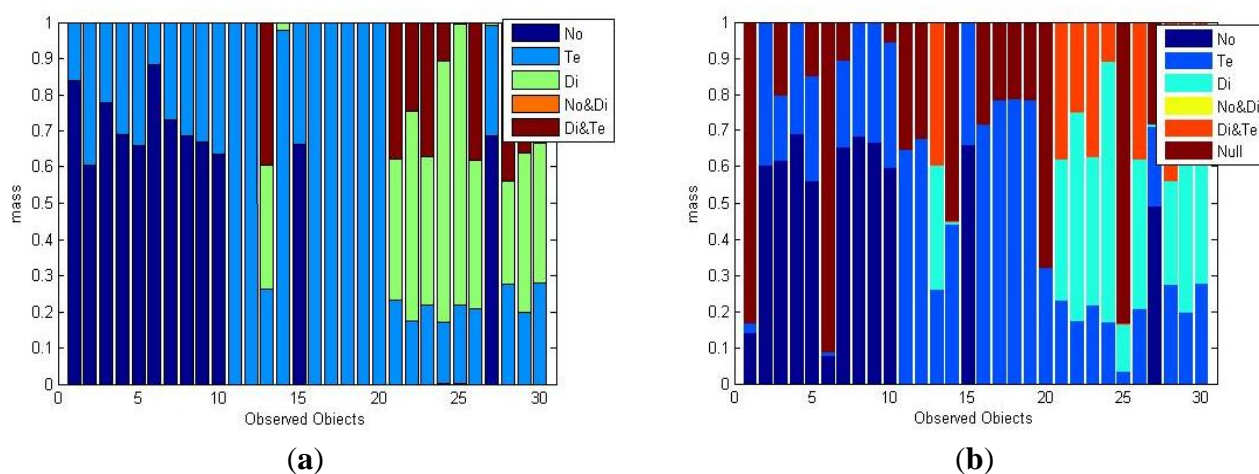 1
0.9
0.8
0.7
0.6
0.5
0.4
0.3
0.2
0.1
0
mass
0 5 10 15 20 25 30
Observed Objects
No
Te
Di
No&Di
Di&Te
(a)
1
0.9
0.8
0.7
0.6
0.5
0.4
0.3
0.2
0.1
0
mass
0 5 10 15 20 25 30
Observed Objects
No
Te
Di
No&Di
Di&Te
Null
(b)